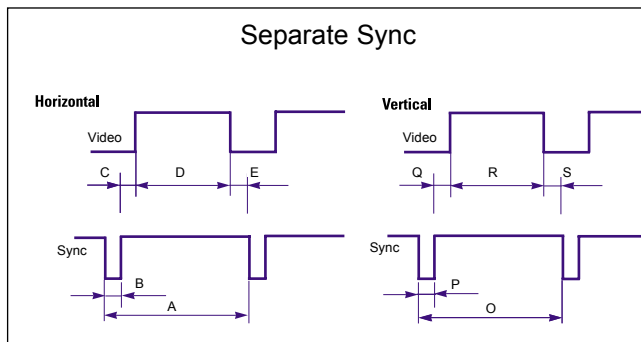 Separate Sync
Horizontal
Video
C
D
E
Sync
B
A
Vertical
Video
Q
R
S
Sync
P
O